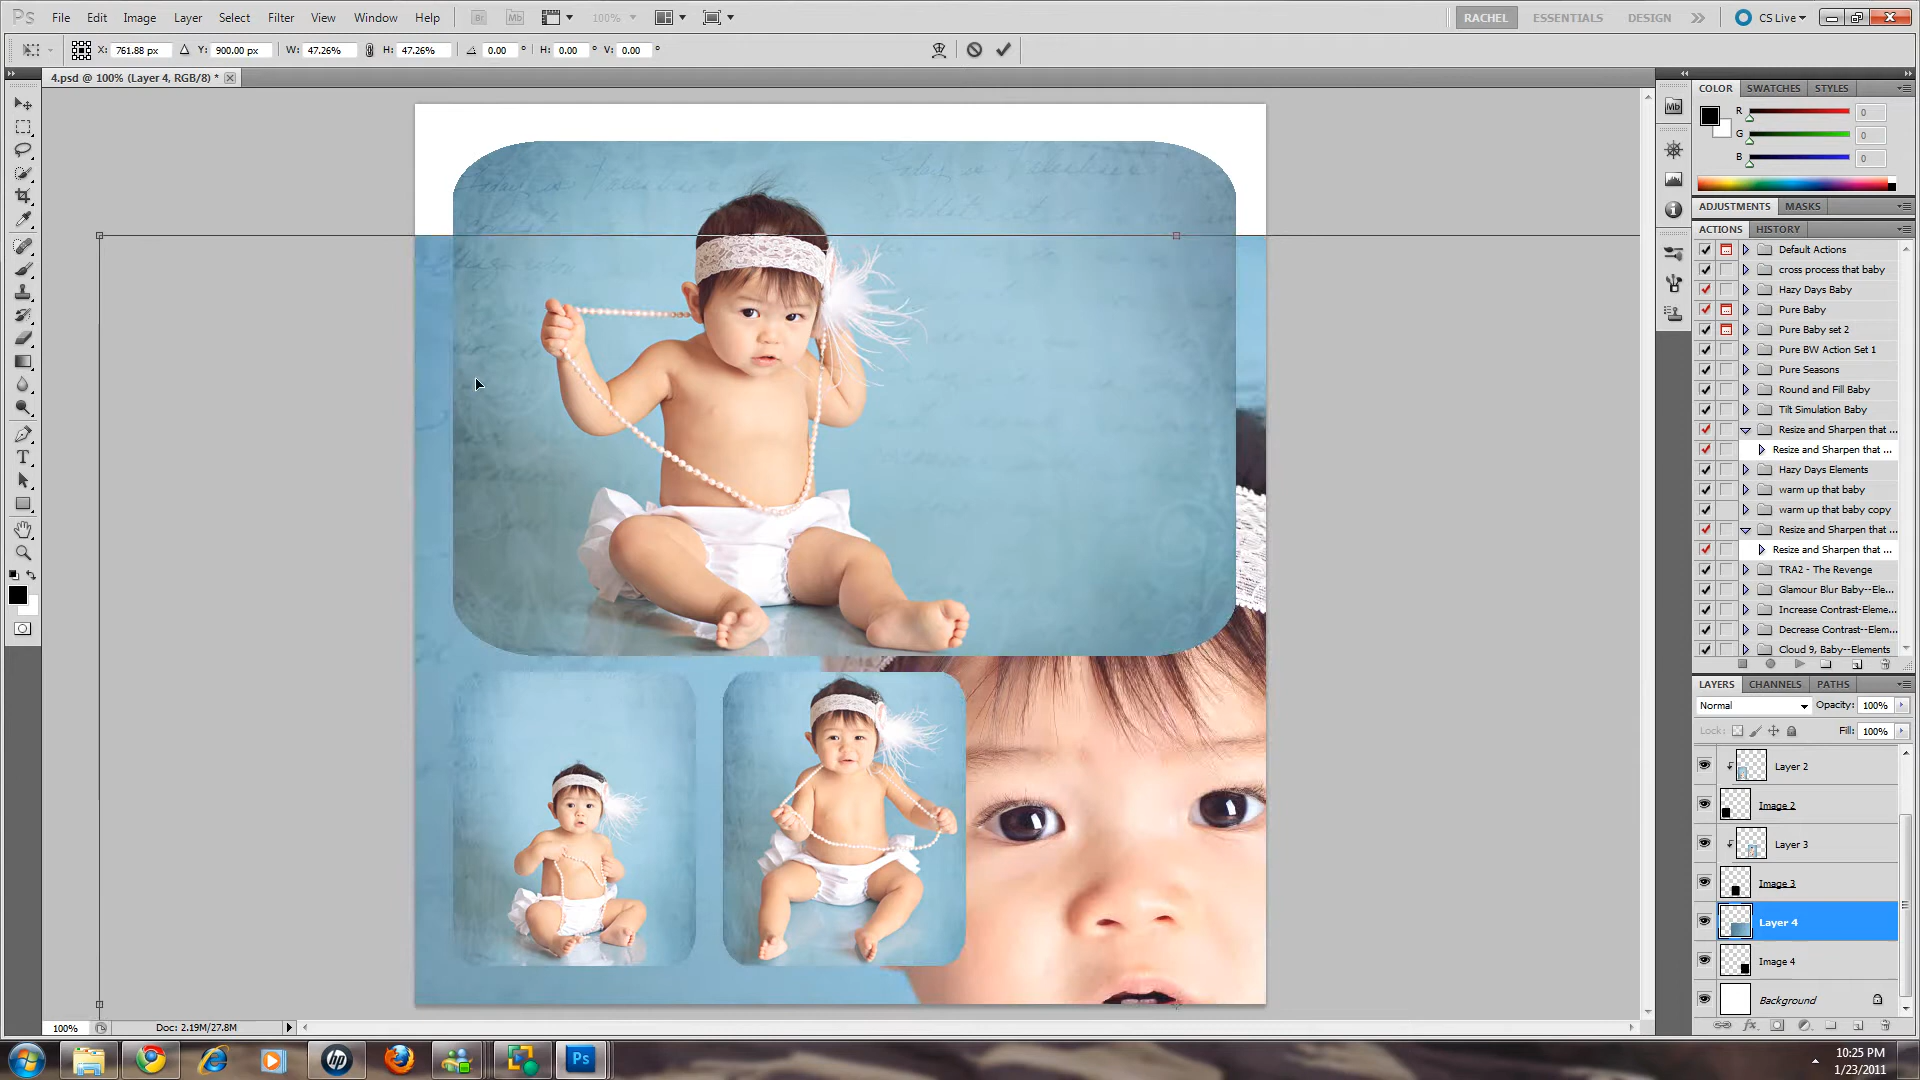 Ps File Edit Image Layer Select Filter View Window Help Br Mb 100% RACHEL ESSENTIALS DESIGN CS Live
X: 761.88 px Y: 900.00 px W: 47.26% H: 47.26% 0.00 ° H: 0.00 ° V: 0.00 °
4.psd @ 100% (Layer 4, RGB/8) *
COLOR SWATCHES STYLES
Mb
R 0
G 0
B 0
ADJUSTMENTS MASKS
ACTIONS HISTORY
Default Actions
cross process that baby
Hazy Days Baby
Pure Baby
Pure Baby set 2
Pure BW Action Set 1
Pure Seasons
Round and Fill Baby
Tilt Simulation Baby
Resize and Sharpen that ...
Resize and Sharpen that ...
Hazy Days Elements
warm up that baby
warm up that baby copy
Resize and Sharpen that ...
Resize and Sharpen that ...
TRA2 - The Revenge
Glamour Blur Baby--Ele...
Increase Contrast-Eleme...
Decrease Contrast--Elem...
Cloud 9, Baby--Elements
LAYERS CHANNELS PATHS
Normal Opacity: 100%
Lock: Fill: 100%
Layer 2
Image 2
Layer 3
Image 3
Layer 4
Image 4
Background
100% Doc: 2.19M/27.8M
hp Ps
10:25 PM
1/23/2011